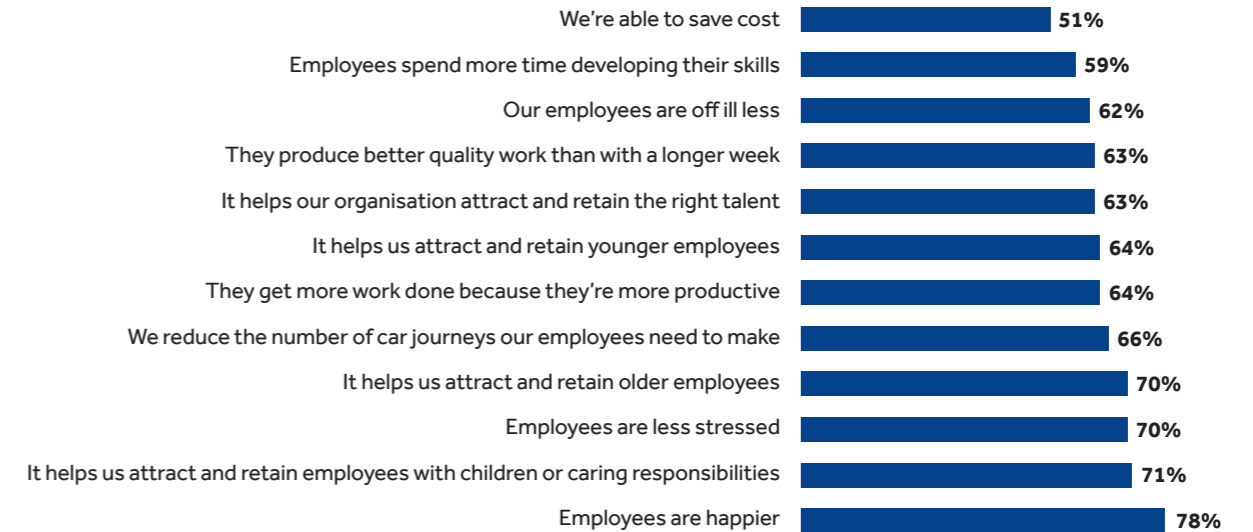 We’re able to save cost 51%
Employees spend more time developing their skills 59%
Our employees are off ill less 62%
They produce better quality work than with a longer week 63%
It helps our organisation attract and retain the right talent 63%
It helps us attract and retain younger employees 64%
They get more work done because they’re more productive 64%
We reduce the number of car journeys our employees need to make 66%
It helps us attract and retain older employees 70%
Employees are less stressed 70%
It helps us attract and retain employees with children or caring responsibilities 71%
Employees are happier 78%